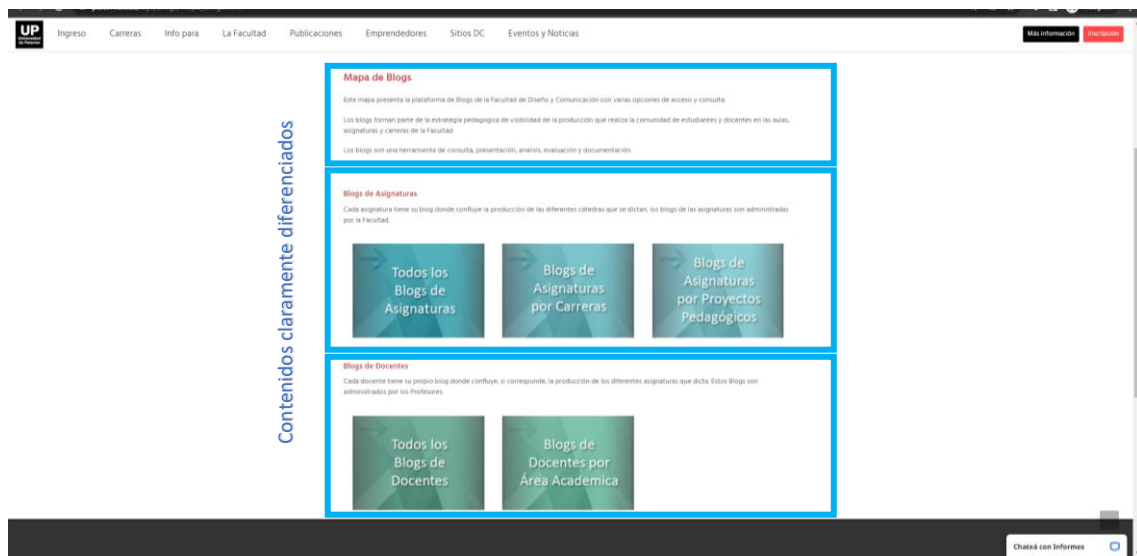 UP
Universidad
de Palermo
Ingreso Carreras Info para La Facultad Publicaciones Emprendedores Sitios DC Eventos y Noticias
Más información Inscripción
Contenidos claramente diferenciados
Mapa de Blogs
Este mapa presenta la plataforma de Blogs de la Facultad de Diseño y Comunicación con varias opciones de acceso y consulta.
Los blogs forman parte de la estrategia pedagogica de visibilidad de la producción que realiza la comunidad de estudiantes y docentes en las aulas,
asignaturas y carreras de la Facultad
Los blogs son una herramienta de consulta, presentación, analisis, evaluación y documentación.
Blogs de Asignaturas
Cada asignatura tiene su blog donde confluye la producción de las diferentes cátedras que se dictan, los blogs de las asignaturas son administradas
por la Facultad.
Todos los
Blogs de
Asignaturas
Blogs de
Asignaturas
por Carreras
Blogs de
Asignaturas
por Proyectos
Pedagógicos
Blogs de Docentes
Cada docente tiene su propio blog donde confluye, si corresponde, la producción de los diferentes asignaturas que dicta. Estos Blogs son
administrados por los Profesores.
Todos los
Blogs de
Docentes
Blogs de
Docentes por
Área Academica
Chateá con Informes